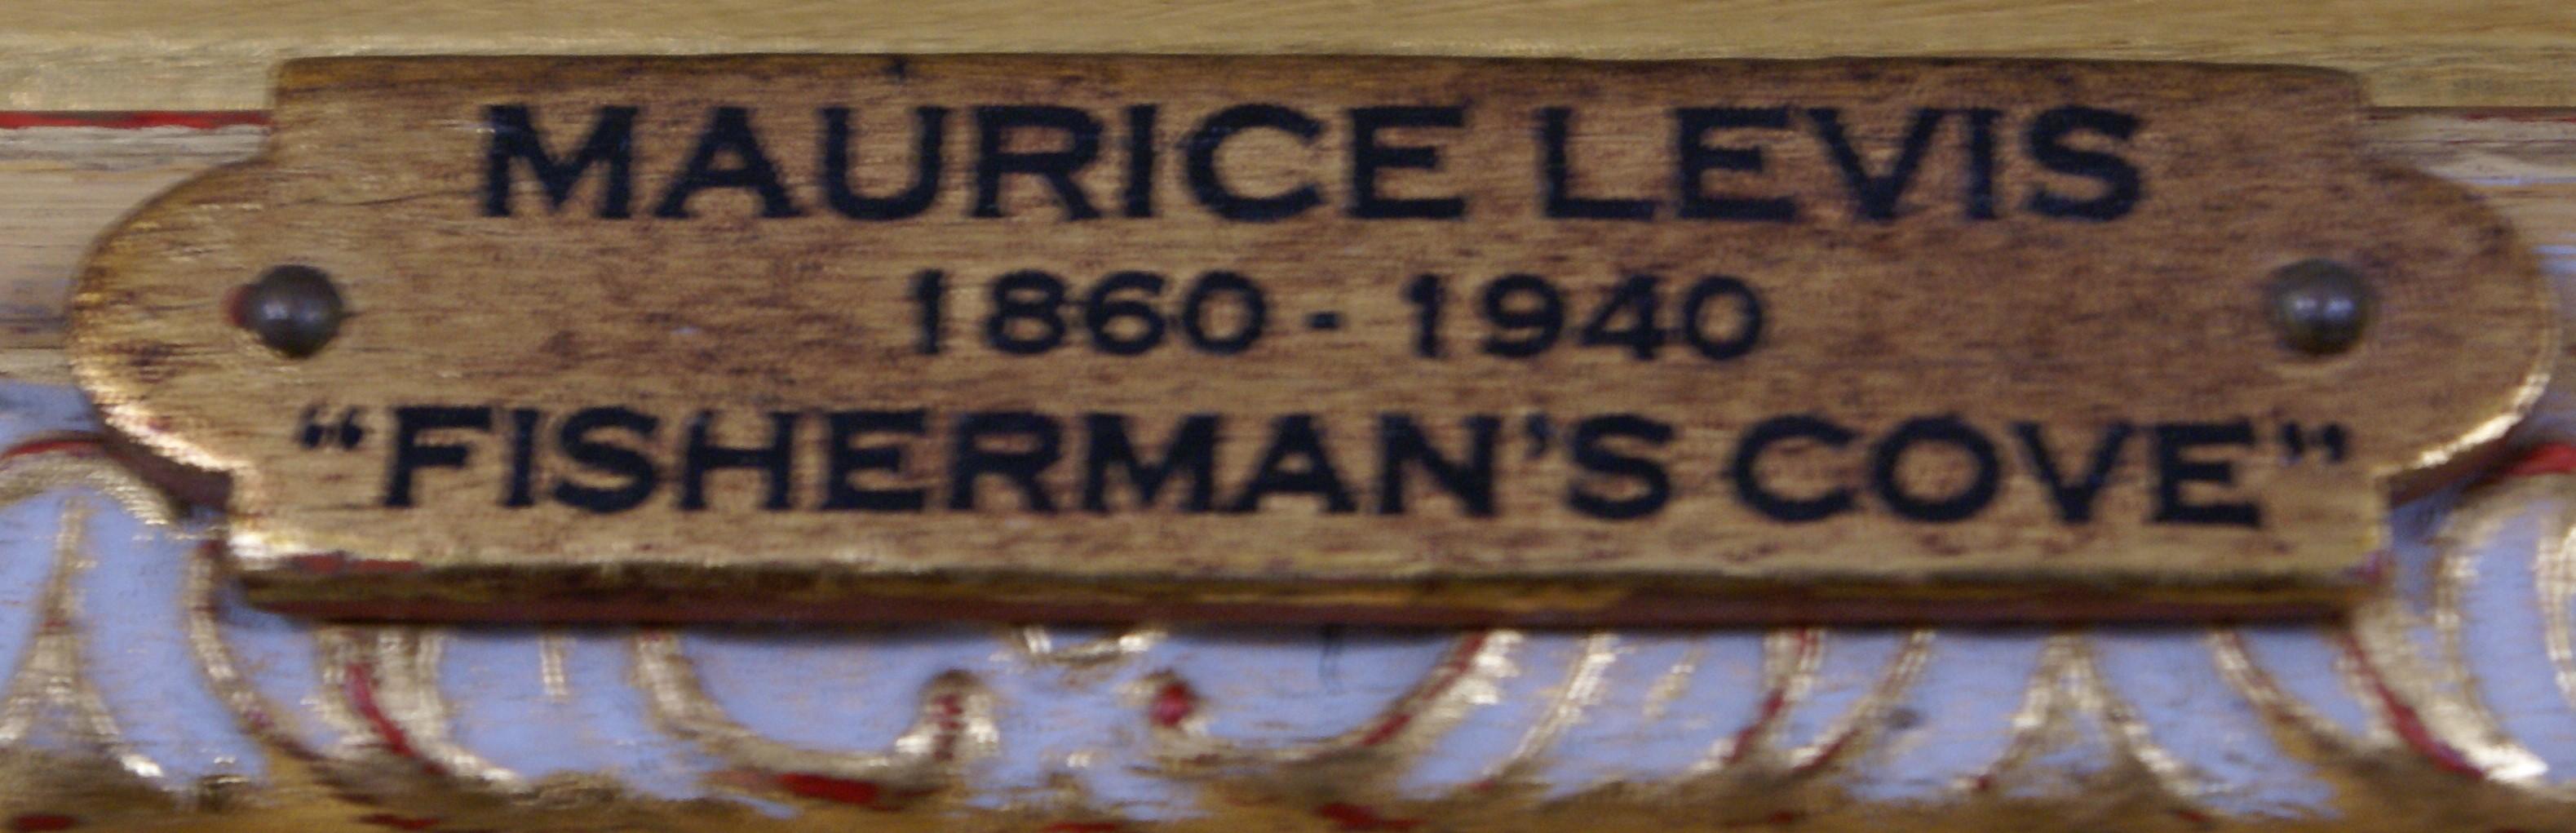 MAURICE LEVIS
1860 - 1940
“FISHERMAN’S COVE”